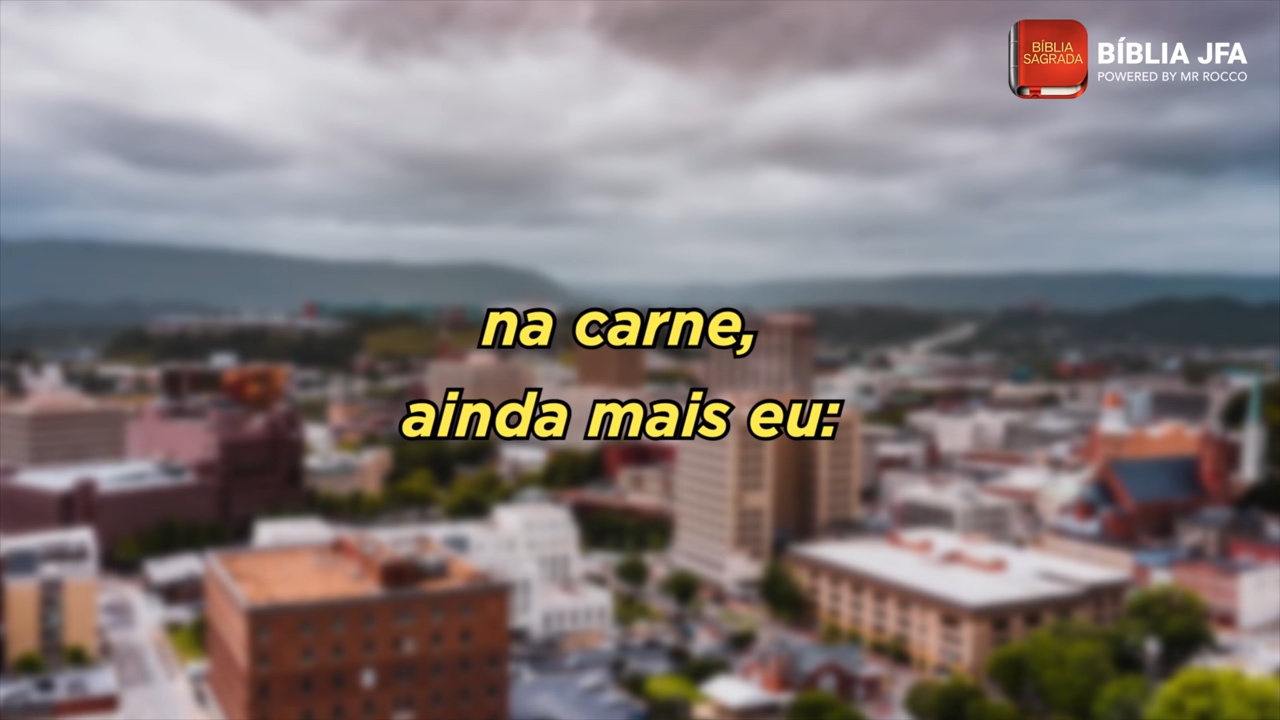 BÍBLIA
SAGRADA
BÍBLIA JFA
POWERED BY MR ROCCO
na carne,
ainda mais eu: